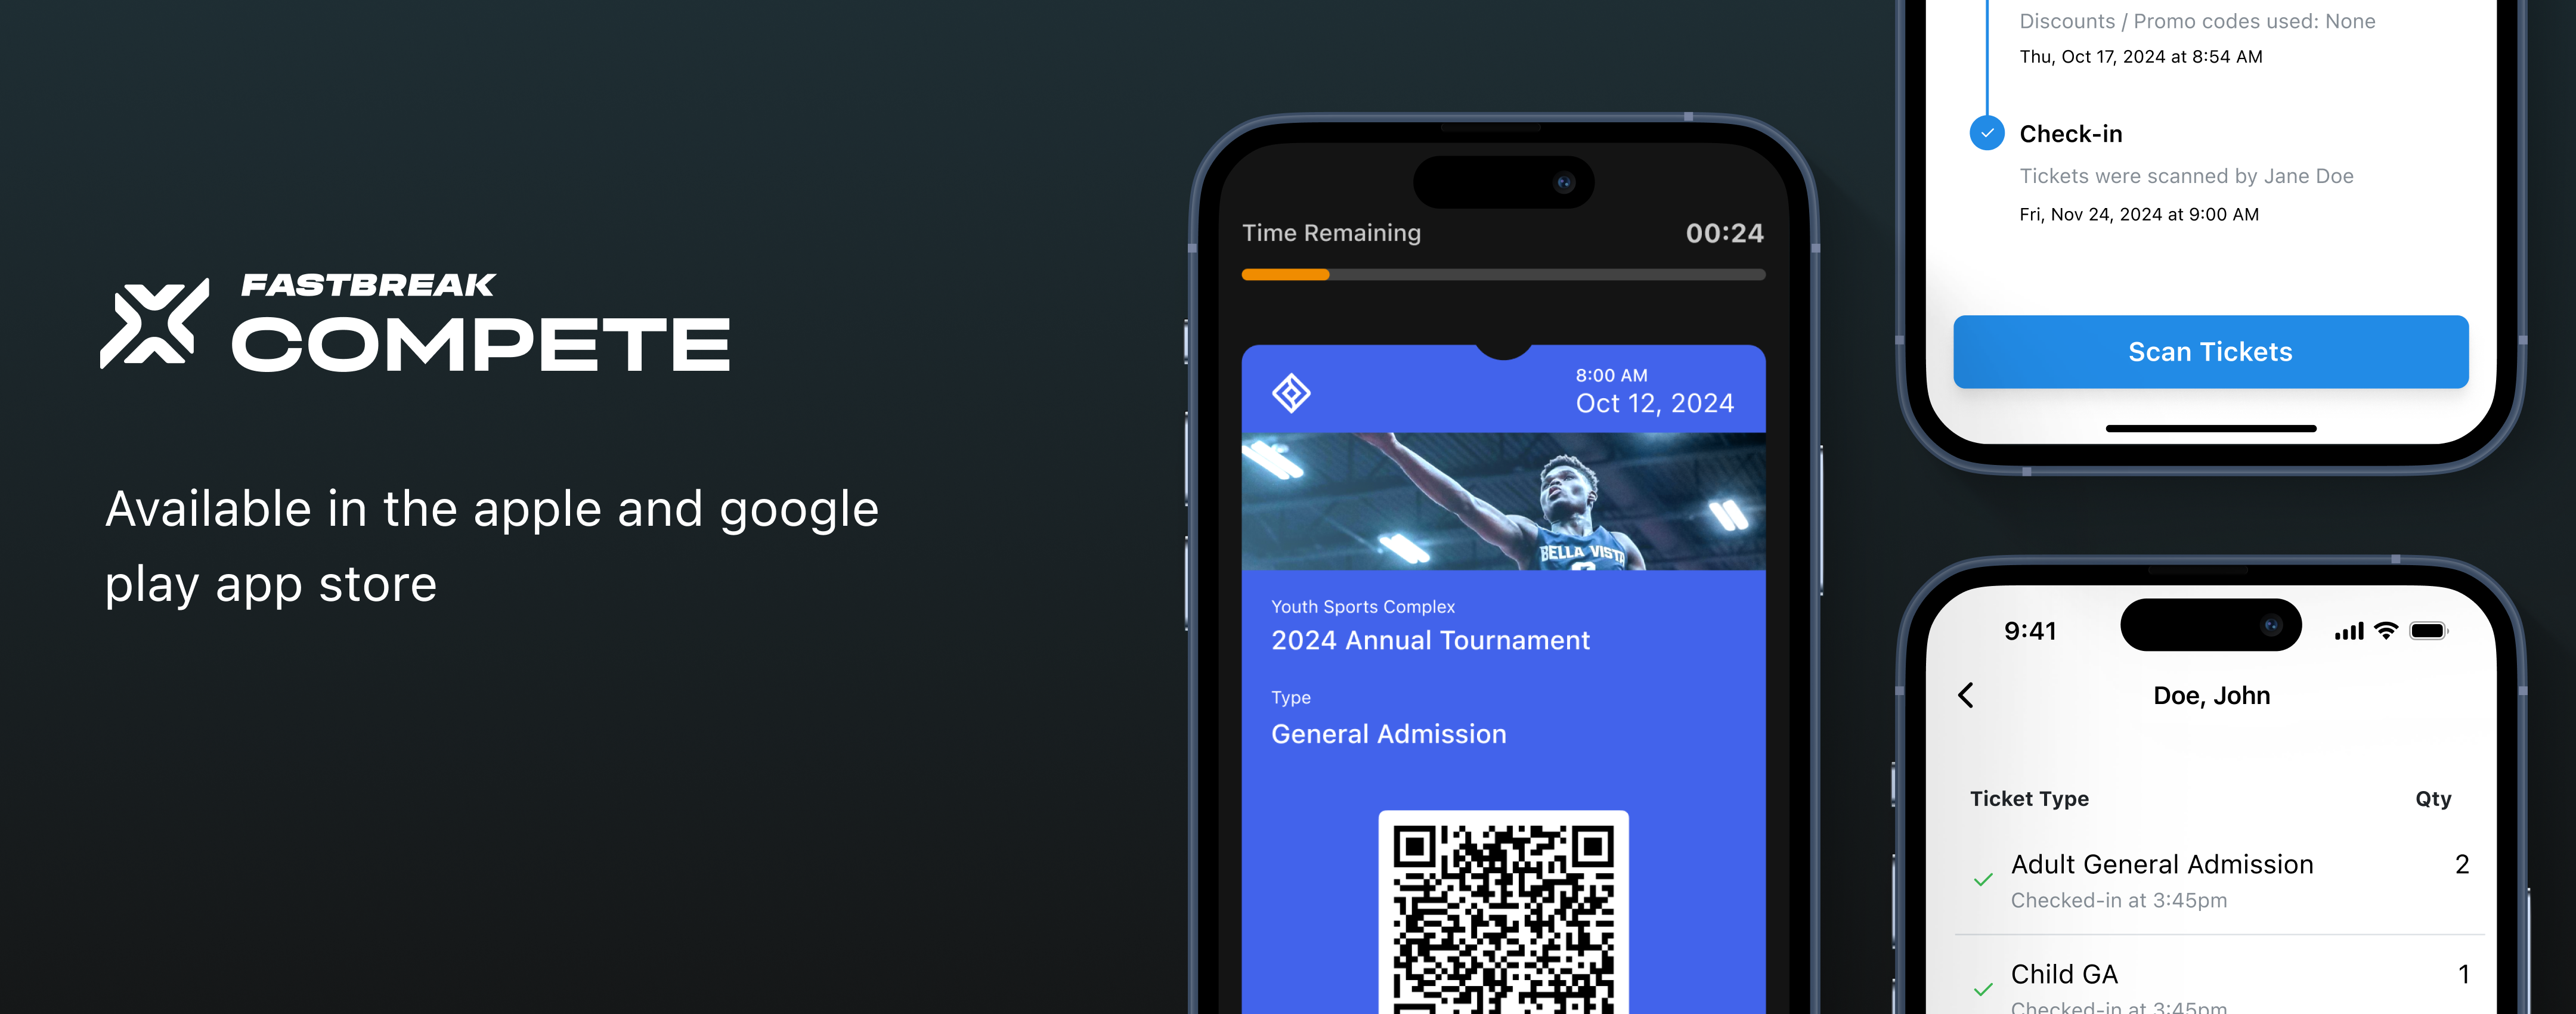 FASTBREAK
COMPETE
Available in the apple and google
play app store
Time Remaining
00:24
8:00 AM
Oct 12, 2024
BELLA VISTA
Youth Sports Complex
2024 Annual Tournament
Type
General Admission
Discounts / Promo codes used: None
Thu, Oct 17, 2024 at 8:54 AM
Check-in
Tickets were scanned by Jane Doe
Fri, Nov 24, 2024 at 9:00 AM
Scan Tickets
9:41
Doe, John
Ticket Type Qty
Adult General Admission 2
Checked-in at 3:45pm
Child GA 1
Checked-in at 3:45pm